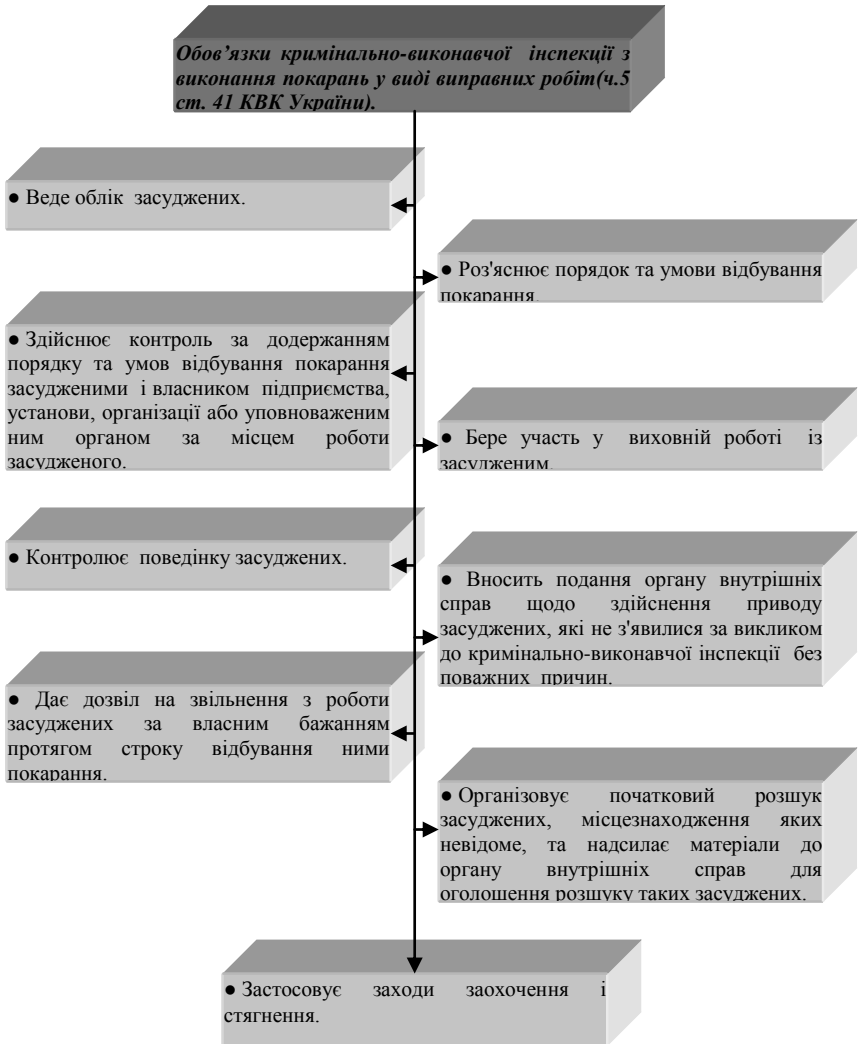 Обов’язки кримінально-виконавчої інспекції з
виконання покарань у виді виправних робіт(ч.5
ст. 41 КВК України).
● Веде облік засуджених.
● Роз'яснює порядок та умови відбування
покарання.
● Здійснює контроль за додержанням
порядку та умов відбування покарання
засудженими і власником підприємства,
установи, організації або уповноваженим
ним органом за місцем роботи
засудженого.
● Бере участь у виховній роботі із
засудженим.
● Контролює поведінку засуджених.
● Вносить подання органу внутрішніх
справ щодо здійснення приводу
засуджених, які не з'явилися за викликом
до кримінально-виконавчої інспекції без
поважних причин.
● Дає дозвіл на звільнення з роботи
засуджених за власним бажанням
протягом строку відбування ними
покарання.
● Організовує початковий розшук
засуджених, місцезнаходження яких
невідоме, та надсилає матеріали до
органу внутрішніх справ для
оголошення розшуку таких засуджених.
● Застосовує заходи заохочення і
стягнення.